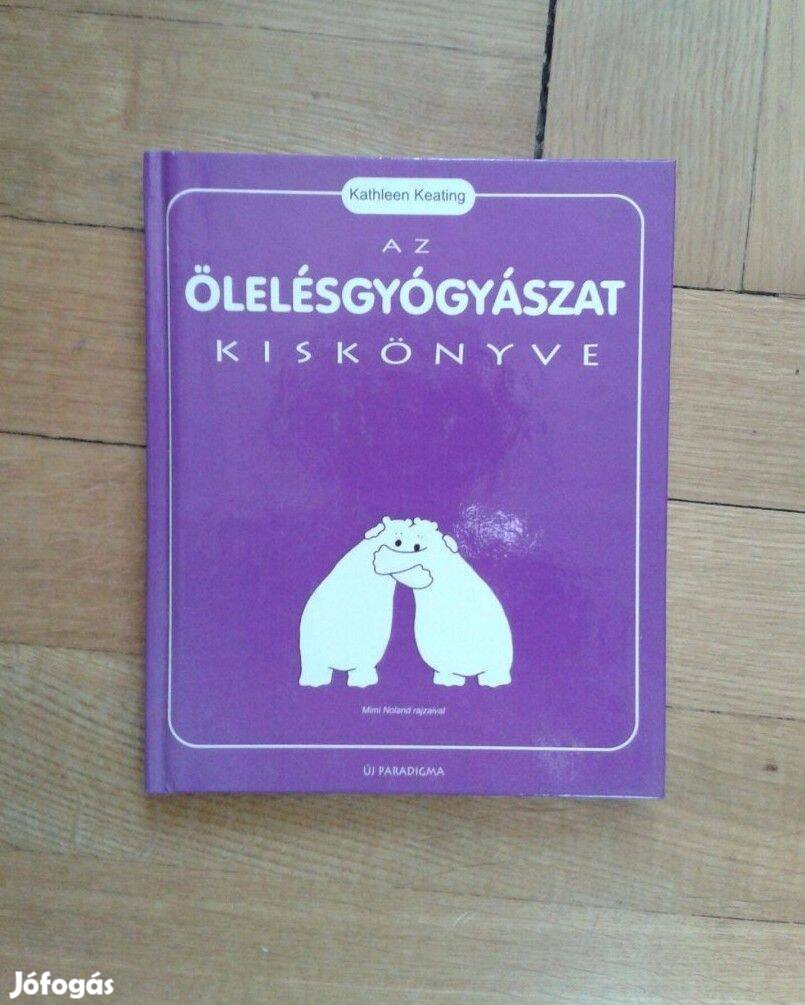 Kathleen Keating
AZ
ÖLELÉSGYÓGYÁSZAT
KISKÖNYVE
Mimi Noland rajzaival
ÚJ PARADIGMA
Jófogás